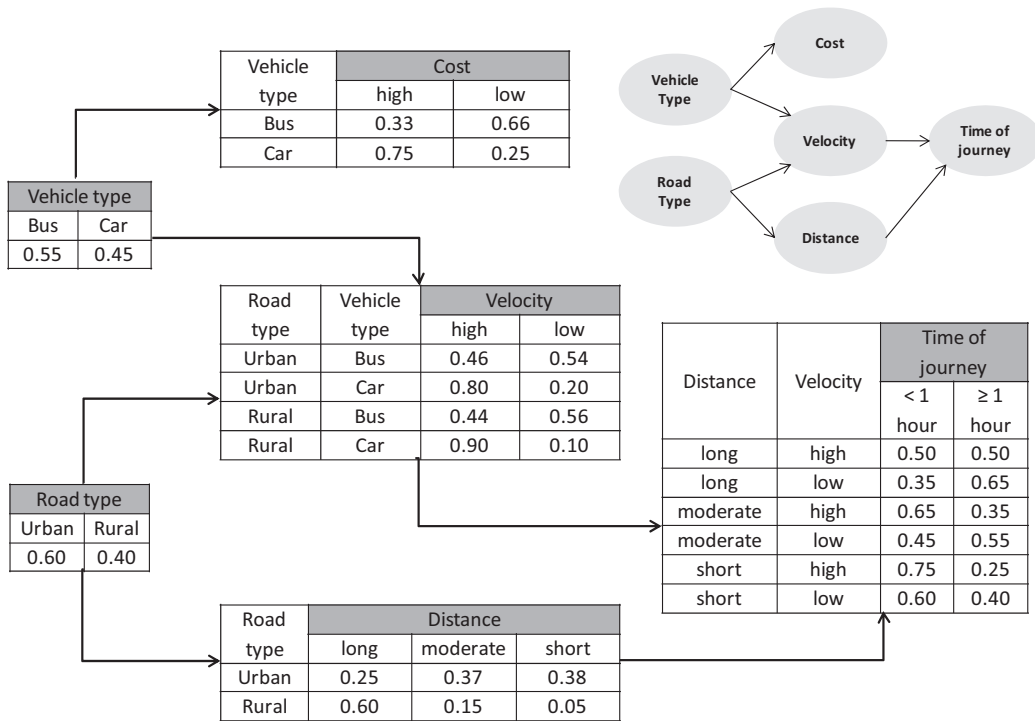 Vehicle type | Cost
high | low
Bus | 0.33 | 0.66
Car | 0.75 | 0.25
Cost
Vehicle
Type
Velocity
Time of
journey
Road
Type
Distance
Vehicle type
Bus | Car
0.55 | 0.45
Road type | Vehicle type | Velocity
high | low
Urban | Bus | 0.46 | 0.54
Urban | Car | 0.80 | 0.20
Rural | Bus | 0.44 | 0.56
Rural | Car | 0.90 | 0.10
Distance | Velocity | Time of journey
< 1 hour | ≥ 1 hour
long | high | 0.50 | 0.50
long | low | 0.35 | 0.65
moderate | high | 0.65 | 0.35
moderate | low | 0.45 | 0.55
short | high | 0.75 | 0.25
short | low | 0.60 | 0.40
Road type
Urban | Rural
0.60 | 0.40
Road type | Distance
long | moderate | short
Urban | 0.25 | 0.37 | 0.38
Rural | 0.60 | 0.15 | 0.05